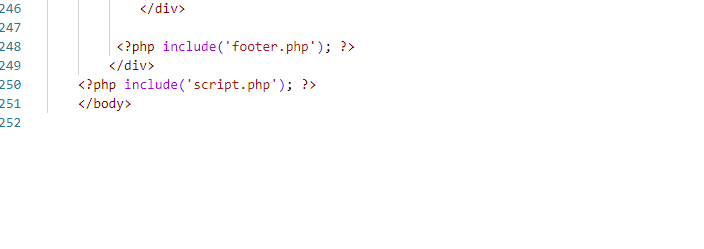 246 </div>
247
248 <?php include('footer.php'); ?>
249 </div>
250 <?php include('script.php'); ?>
251 </body>
252